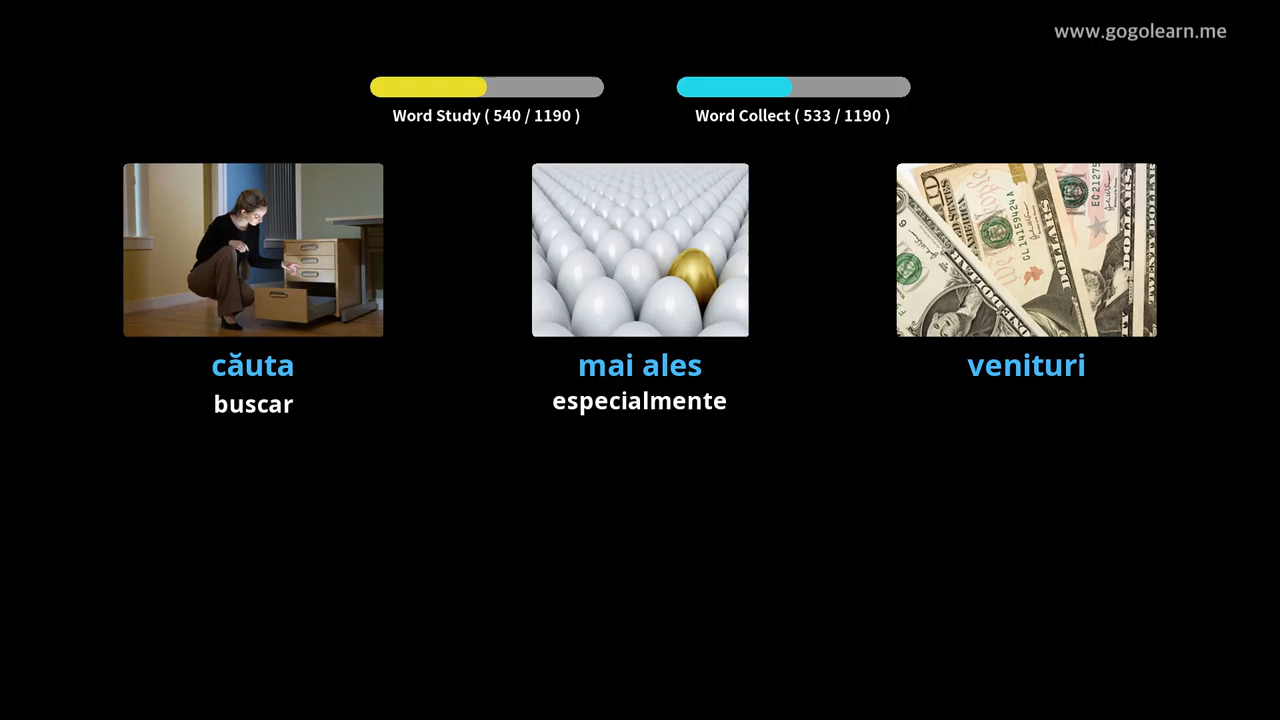 www.gogolearn.me
Word Study ( 540 / 1190 )
Word Collect ( 533 / 1190 )
căuta
mai ales
venituri
buscar
especialmente